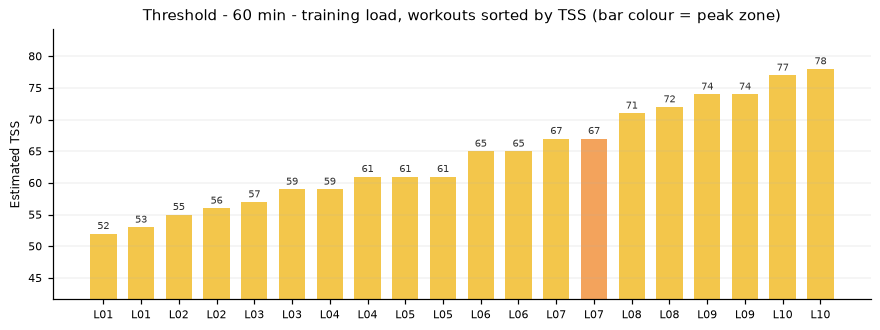 Threshold - 60 min - training load, workouts sorted by TSS (bar colour = peak zone)
Estimated TSS
80
75
70
65
60
55
50
45
52 53 55 56 57 59 59 61 61 61 65 65 67 67 71 72 74 74 77 78
L01 L01 L02 L02 L03 L03 L04 L04 L05 L05 L06 L06 L07 L07 L08 L08 L09 L09 L10 L10